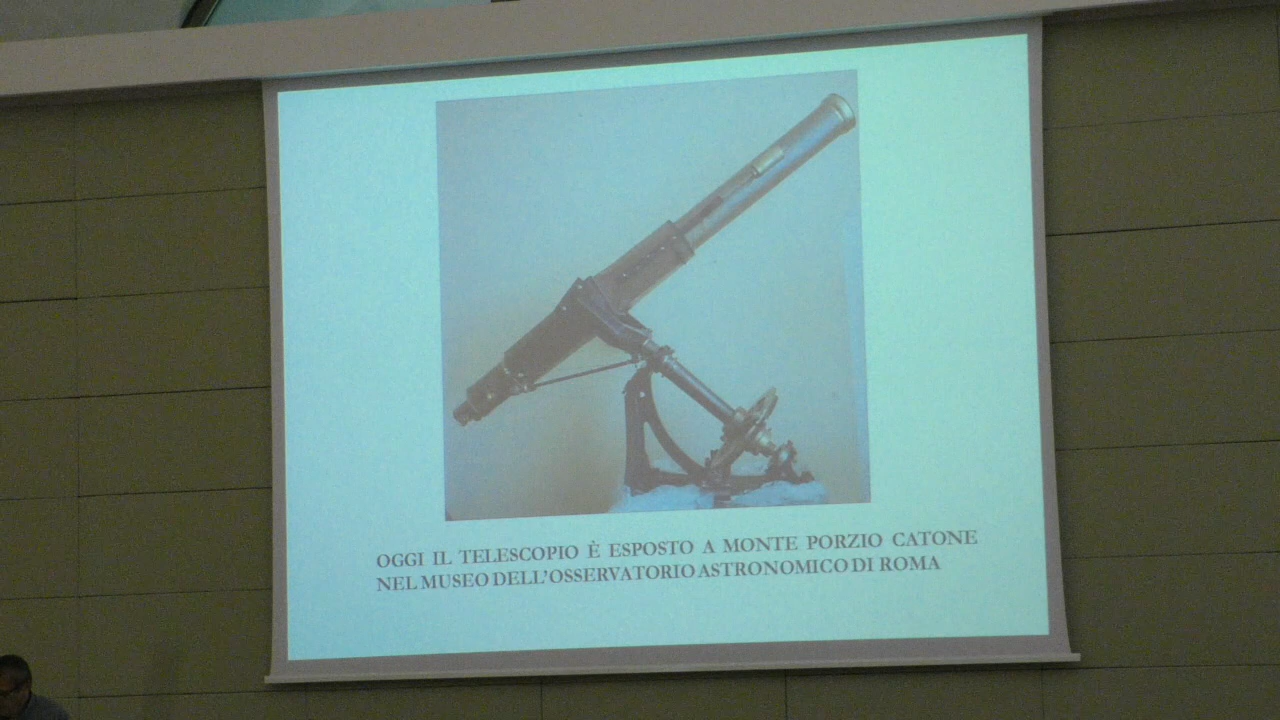 OGGI IL TELESCOPIO È ESPOSTO A MONTE PORZIO CATONE
NEL MUSEO DELL'OSSERVATORIO ASTRONOMICO DI ROMA